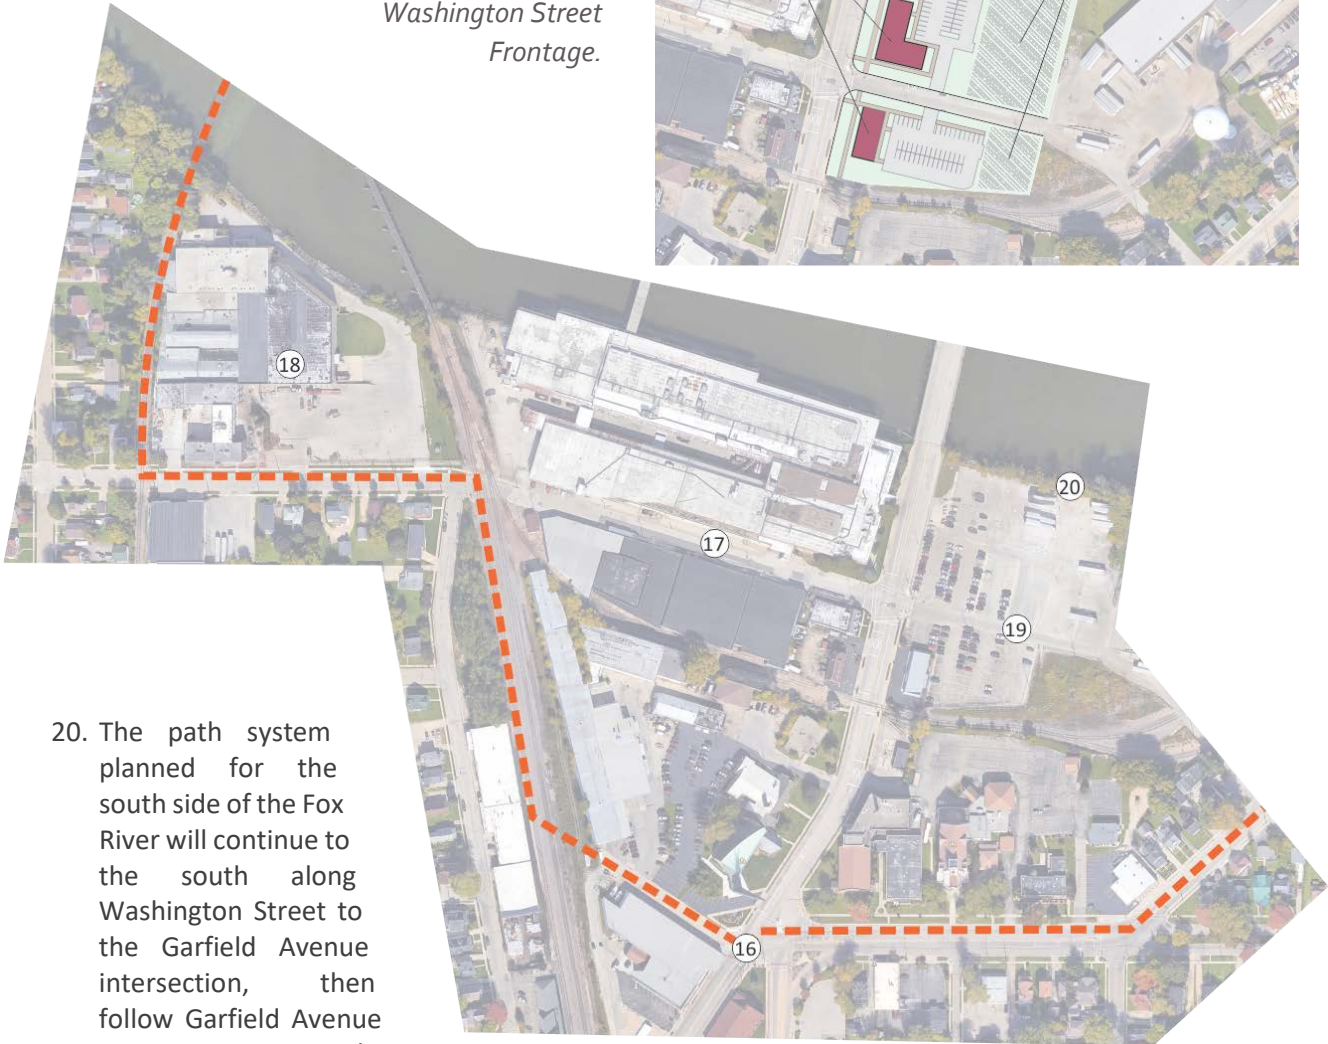 Washington Street
Frontage.
18
20
17
19
20. The path system
planned for the
south side of the Fox
River will continue to
the south along
Washington Street to
the Garfield Avenue
intersection, then
follow Garfield Avenue
16